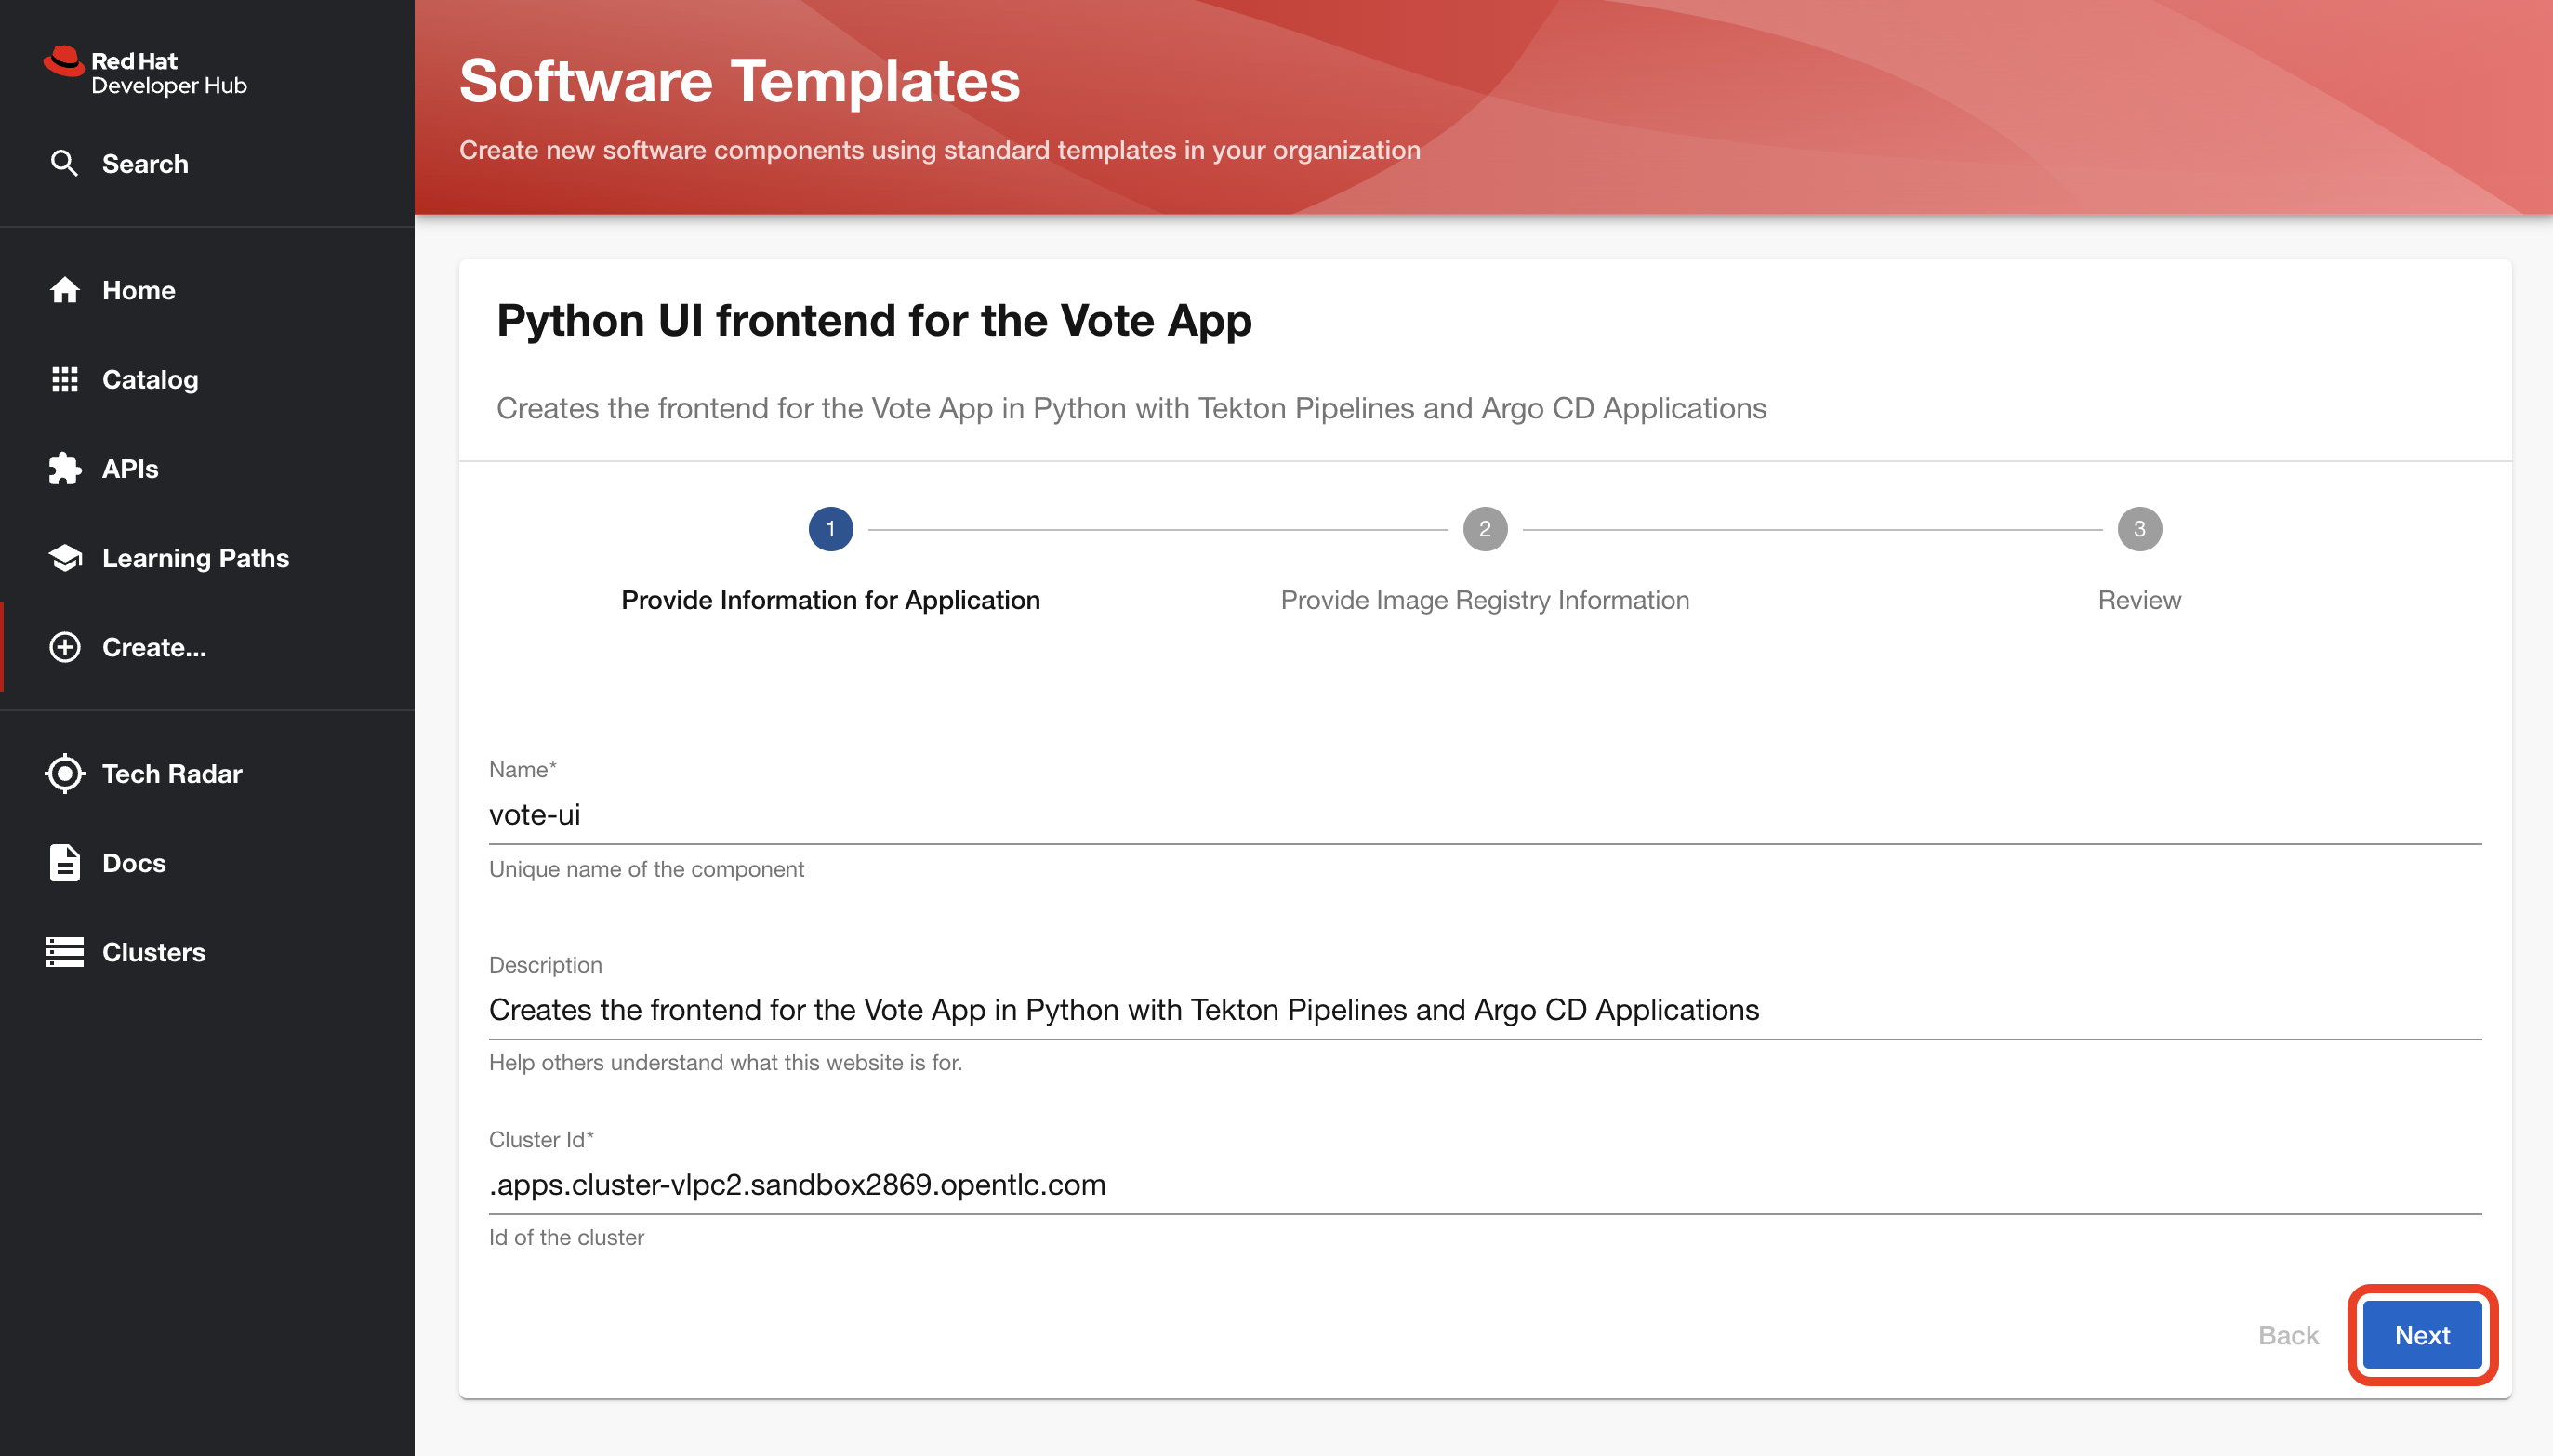 Red Hat
Developer Hub
Search
Home
Catalog
APIs
Learning Paths
Create...
Tech Radar
Docs
Clusters
Software Templates
Create new software components using standard templates in your organization
Python UI frontend for the Vote App
Creates the frontend for the Vote App in Python with Tekton Pipelines and Argo CD Applications
1
2
3
Provide Information for Application
Provide Image Registry Information
Review
Name*
vote-ui
Unique name of the component
Description
Creates the frontend for the Vote App in Python with Tekton Pipelines and Argo CD Applications
Help others understand what this website is for.
Cluster Id*
.apps.cluster-vlpc2.sandbox2869.opentlc.com
Id of the cluster
Back
Next